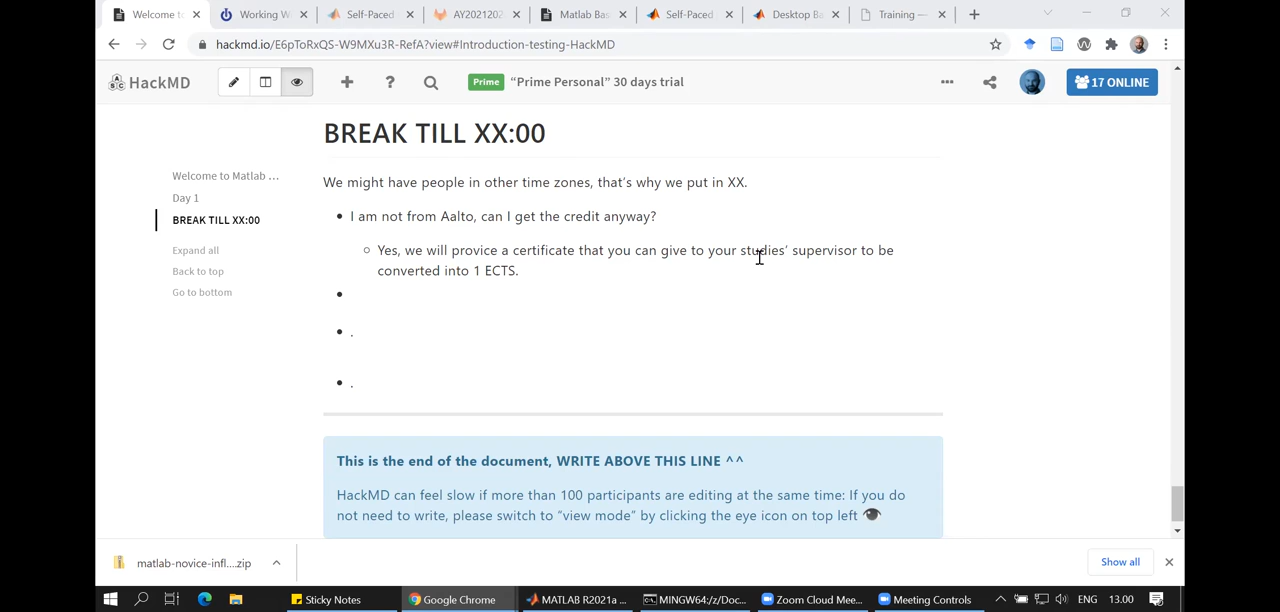 Welcome to
Working W
Self-Paced
AY2021202
Matlab Bas
Self-Paced
Desktop Ba
Training —
hackmd.io/E6pToRxQS-W9MXu3R-RefA?view#Introduction-testing-HackMD
HackMD
Prime
“Prime Personal” 30 days trial
17 ONLINE
BREAK TILL XX:00
Welcome to Matlab ...
Day 1
BREAK TILL XX:00
Expand all
Back to top
Go to bottom
We might have people in other time zones, that’s why we put in XX.
I am not from Aalto, can I get the credit anyway?
Yes, we will provice a certificate that you can give to your studies’ supervisor to be
converted into 1 ECTS.
.
.
This is the end of the document, WRITE ABOVE THIS LINE ^^
HackMD can feel slow if more than 100 participants are editing at the same time: If you do
not need to write, please switch to “view mode” by clicking the eye icon on top left
matlab-novice-infl....zip
Show all
Sticky Notes
Google Chrome
MATLAB R2021a ...
MINGW64:/z/Doc...
Zoom Cloud Mee...
Meeting Controls
ENG
13.00